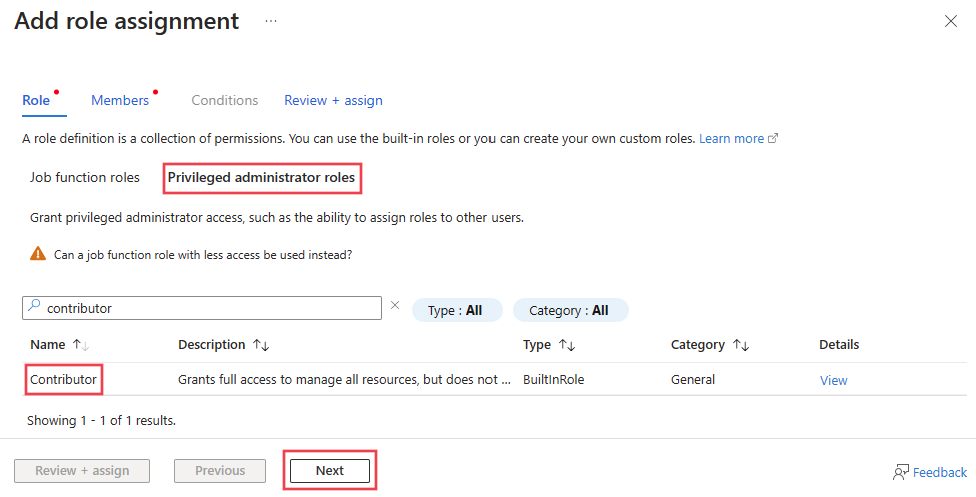 Add role assignment ...
Role Members Conditions Review + assign
A role definition is a collection of permissions. You can use the built-in roles or you can create your own custom roles. Learn more
Job function roles Privileged administrator roles
Grant privileged administrator access, such as the ability to assign roles to other users.
Can a job function role with less access be used instead?
contributor Type : All Category : All
Name Description Type Category Details
Contributor Grants full access to manage all resources, but does not ... BuiltInRole General View
Showing 1 - 1 of 1 results.
Review + assign Previous Next Feedback